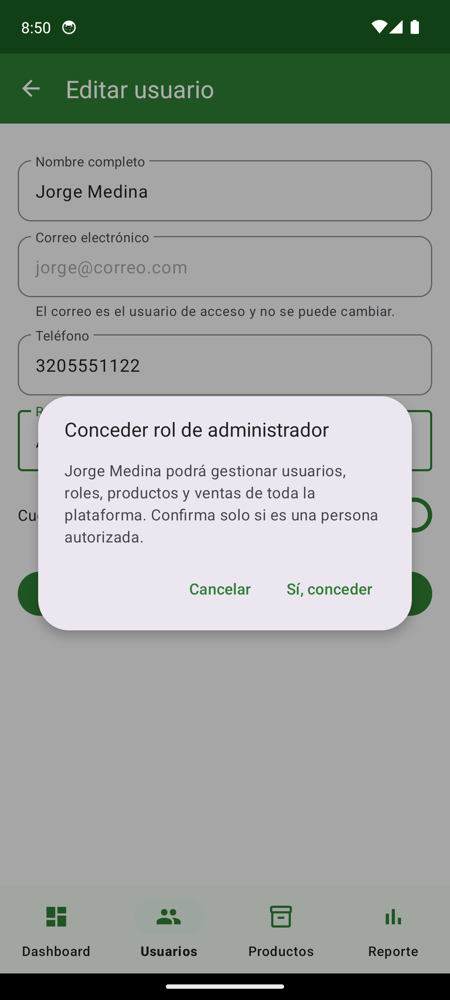 8:50
Editar usuario
Nombre completo
Jorge Medina
Correo electrónico
jorge@correo.com
El correo es el usuario de acceso y no se puede cambiar.
Teléfono
3205551122
Conceder rol de administrador
Jorge Medina podrá gestionar usuarios,
roles, productos y ventas de toda la
plataforma. Confirma solo si es una persona
autorizada.
Cancelar
Sí, conceder
Dashboard
Usuarios
Productos
Reporte